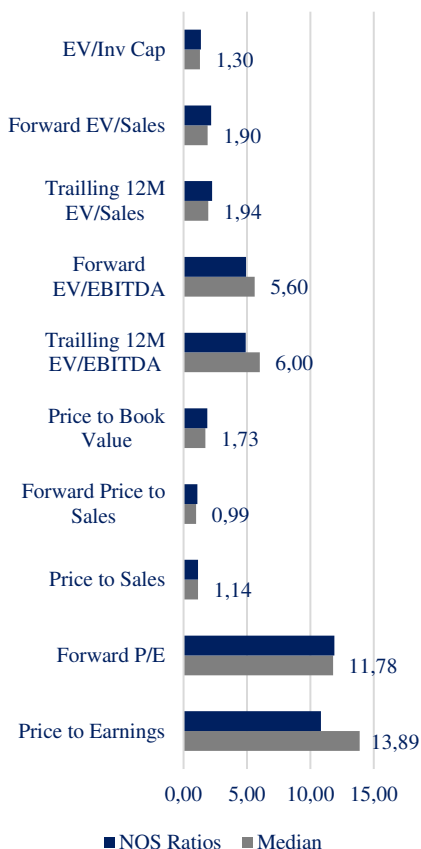 EV/Inv Cap
1,30
Forward EV/Sales
1,90
Trailling 12M
EV/Sales
1,94
Forward
EV/EBITDA
5,60
Trailling 12M
EV/EBITDA
6,00
Price to Book
Value
1,73
Forward Price to
Sales
0,99
Price to Sales
1,14
Forward P/E
11,78
Price to Earnings
13,89
0,00 5,00 10,00 15,00
NOS Ratios Median